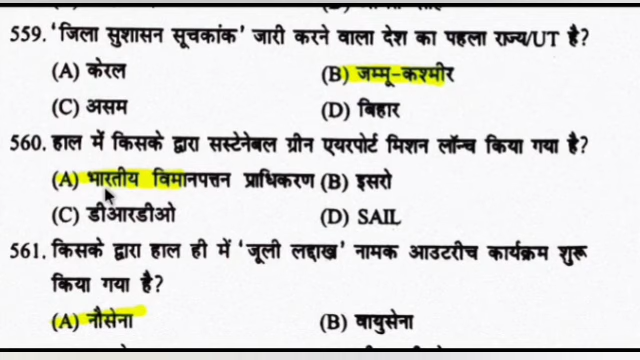 559. 'जिला सुशासन सूचकांक' जारी करने वाला देश का पहला राज्य/UT है?
(A) केरल (B) जम्मू-कश्मीर
(C) असम (D) बिहार
560. हाल में किसके द्वारा सस्टेनेबल ग्रीन एयरपोर्ट मिशन लॉन्च किया गया है?
(A) भारतीय विमानपत्तन प्राधिकरण (B) इसरो
(C) डीआरडीओ (D) SAIL
561. किसके द्वारा हाल ही में 'जूली लद्दाख' नामक आउटरीच कार्यक्रम शुरू
किया गया है?
(A) नौसेना (B) वायुसेना